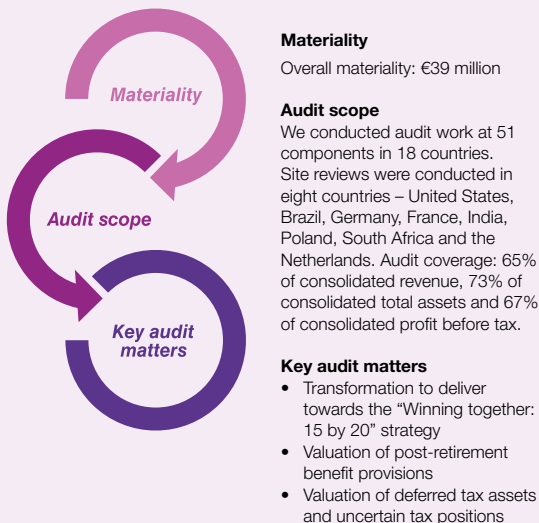 Materiality
Audit scope
Key audit
matters
Materiality
Overall materiality: €39 million
Audit scope
We conducted audit work at 51
components in 18 countries.
Site reviews were conducted in
eight countries – United States,
Brazil, Germany, France, India,
Poland, South Africa and the
Netherlands. Audit coverage: 65%
of consolidated revenue, 73% of
consolidated total assets and 67%
of consolidated profit before tax.
Key audit matters
• Transformation to deliver
towards the “Winning together:
15 by 20” strategy
• Valuation of post-retirement
benefit provisions
• Valuation of deferred tax assets
and uncertain tax positions